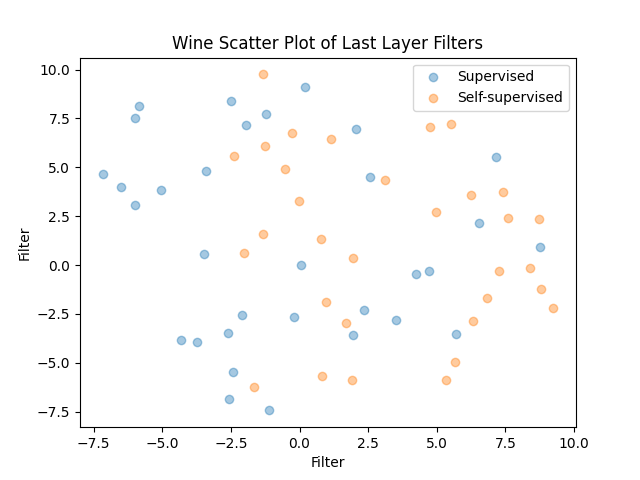 Wine Scatter Plot of Last Layer Filters
Supervised
Self-supervised
10.0
7.5
5.0
2.5
0.0
−2.5
−5.0
−7.5
Filter
−7.5 −5.0 −2.5 0.0 2.5 5.0 7.5 10.0
Filter